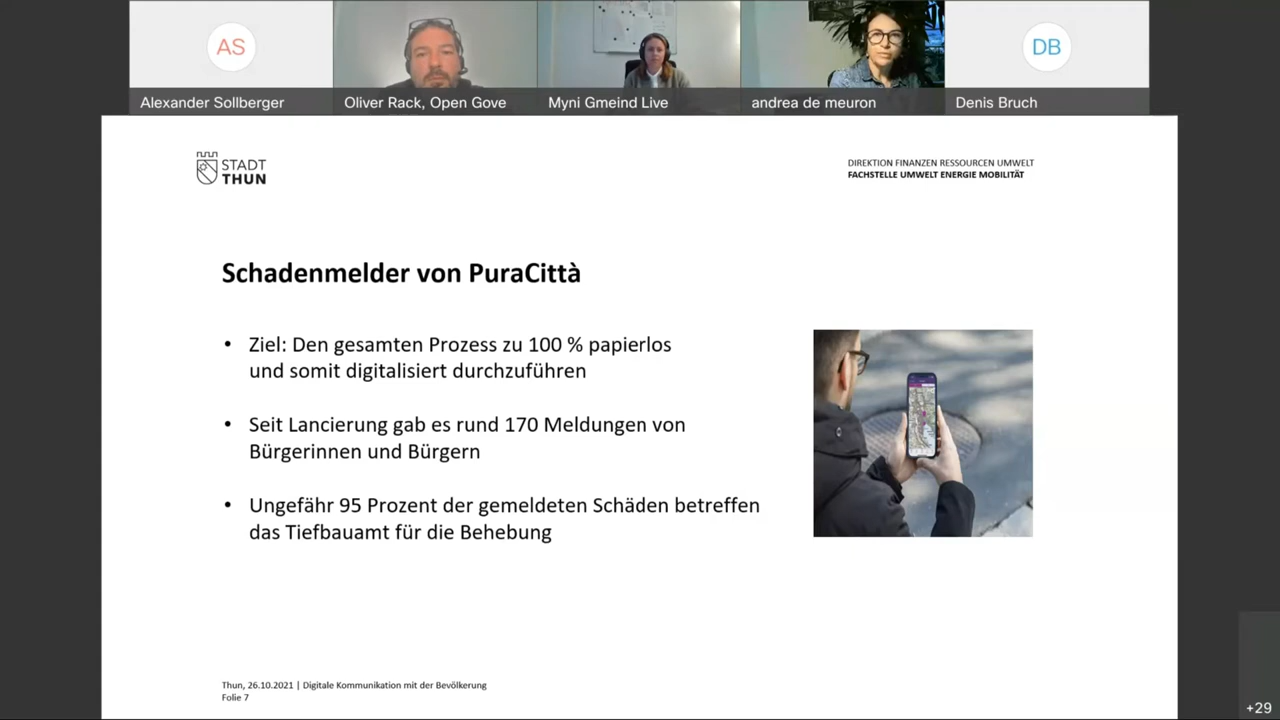 AS
DB
Alexander Sollberger
Oliver Rack, Open Gove
Myni Gmeind Live
andrea de meuron
Denis Bruch
STADT
THUN
DIREKTION FINANZEN RESSOURCEN UMWELT
FACHSTELLE UMWELT ENERGIE MOBILITÄT
Schadenmelder von PuraCittà
• Ziel: Den gesamten Prozess zu 100 % papierlos
und somit digitalisiert durchzuführen
• Seit Lancierung gab es rund 170 Meldungen von
Bürgerinnen und Bürgern
• Ungefähr 95 Prozent der gemeldeten Schäden betreffen
das Tiefbauamt für die Behebung
Thun, 26.10.2021 | Digitale Kommunikation mit der Bevölkerung
Folie 7
+29